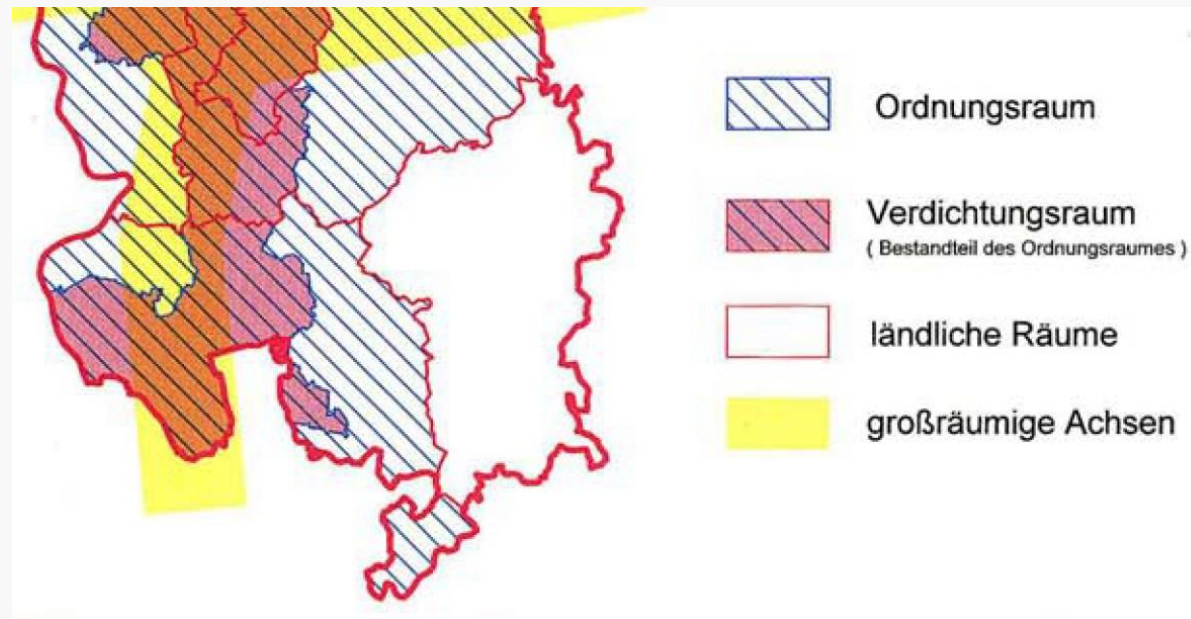 Ordnungsraum
Verdichtungsraum
( Bestandteil des Ordnungsraumes )
ländliche Räume
großräumige Achsen